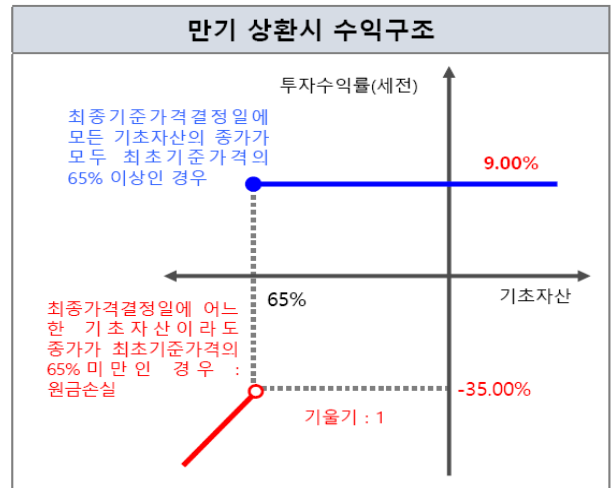 만기 상환시 수익구조
투자수익률(세전)
최종기준가격결정일에
모든 기초자산의 종가가
모두 최초기준가격의
65% 이상인 경우
9.00%
65%
기초자산
최종가격결정일에 어느
한 기초자산이라도
종가가 최초기준가격의
65% 미만인 경우 :
원금손실
-35.00%
기울기 : 1